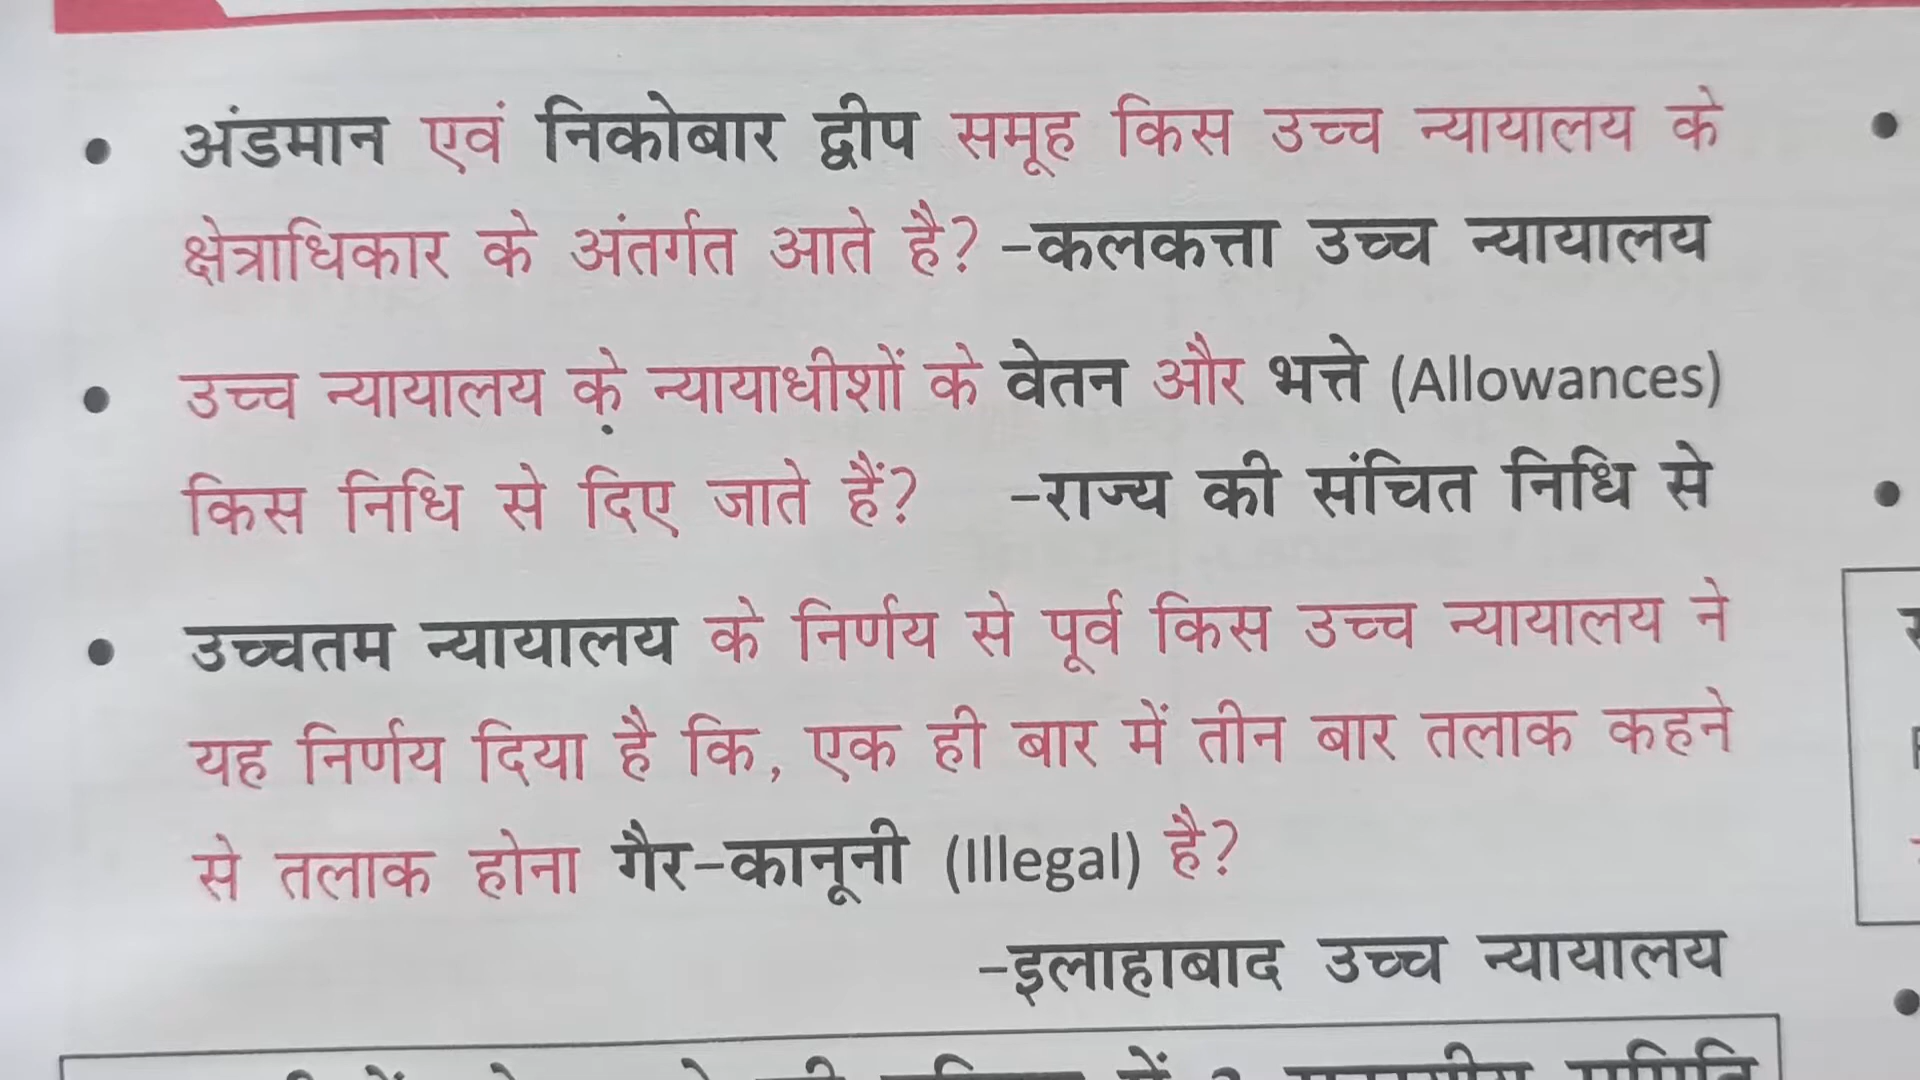 • अंडमान एवं निकोबार द्वीप समूह किस उच्च न्यायालय के
क्षेत्राधिकार के अंतर्गत आते है? -कलकत्ता उच्च न्यायालय
• उच्च न्यायालय के न्यायाधीशों के वेतन और भत्ते (Allowances)
किस निधि से दिए जाते हैं? -राज्य की संचित निधि से
• उच्चतम न्यायालय के निर्णय से पूर्व किस उच्च न्यायालय ने
यह निर्णय दिया है कि, एक ही बार में तीन बार तलाक कहने
से तलाक होना गैर-कानूनी (Illegal) है?
-इलाहाबाद उच्च न्यायालय